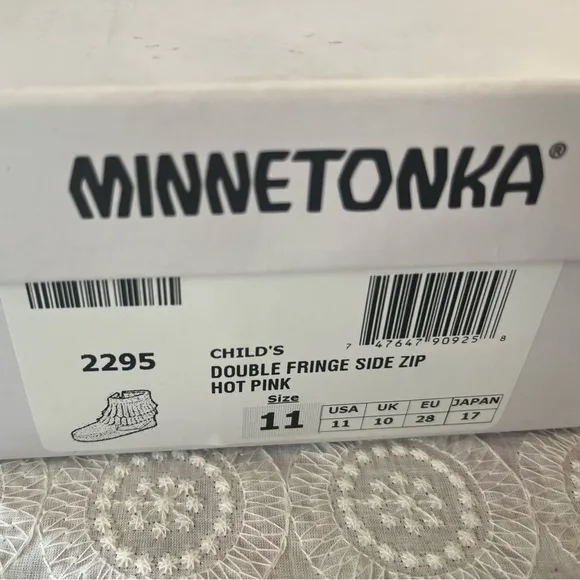 MINNETONKA®
7 47647 90925 8
2295
CHILD'S
DOUBLE FRINGE SIDE ZIP
HOT PINK
Size
11
USA UK EU JAPAN
11 10 28 17